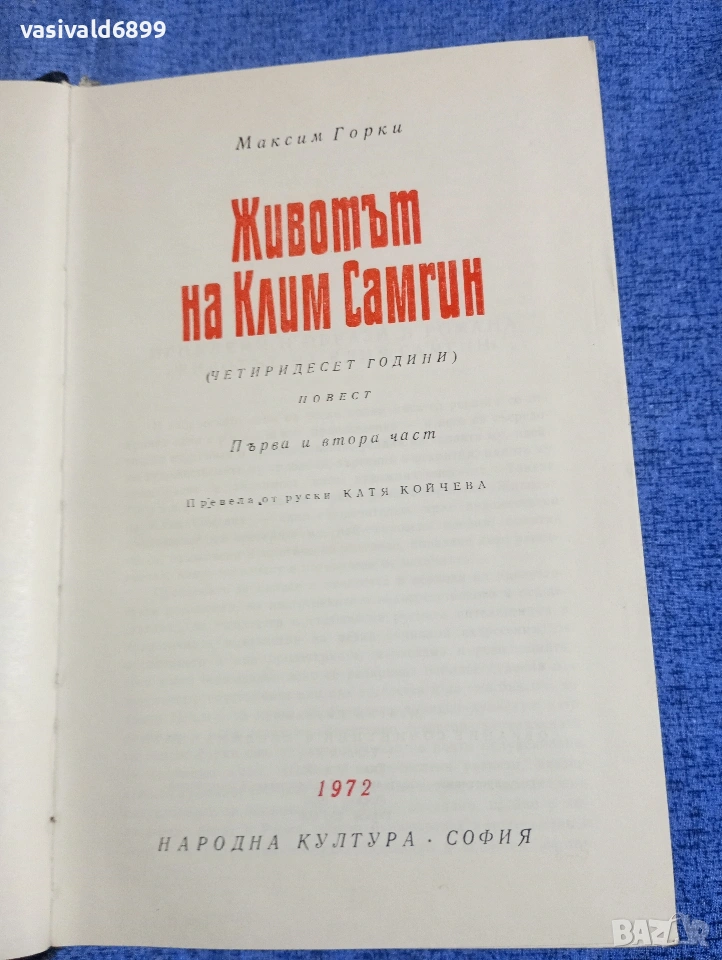 vasivald6899
Максим Горки
Животът
на Клим Самгин
(ЧЕТИРИДЕСЕТ ГОДИНИ)
ПОВЕСТ
Първа и втора част
Превела от руски КАТЯ КОЙЧЕВА
1972
НАРОДНА КУЛТУРА · СОФИЯ
BAZAR